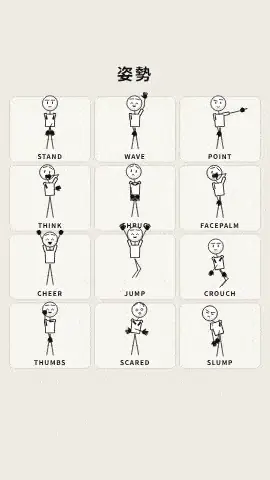 姿勢
STAND
WAVE
POINT
THINK
SHRUG
FACEPALM
CHEER
JUMP
CROUCH
THUMBS
SCARED
SLUMP